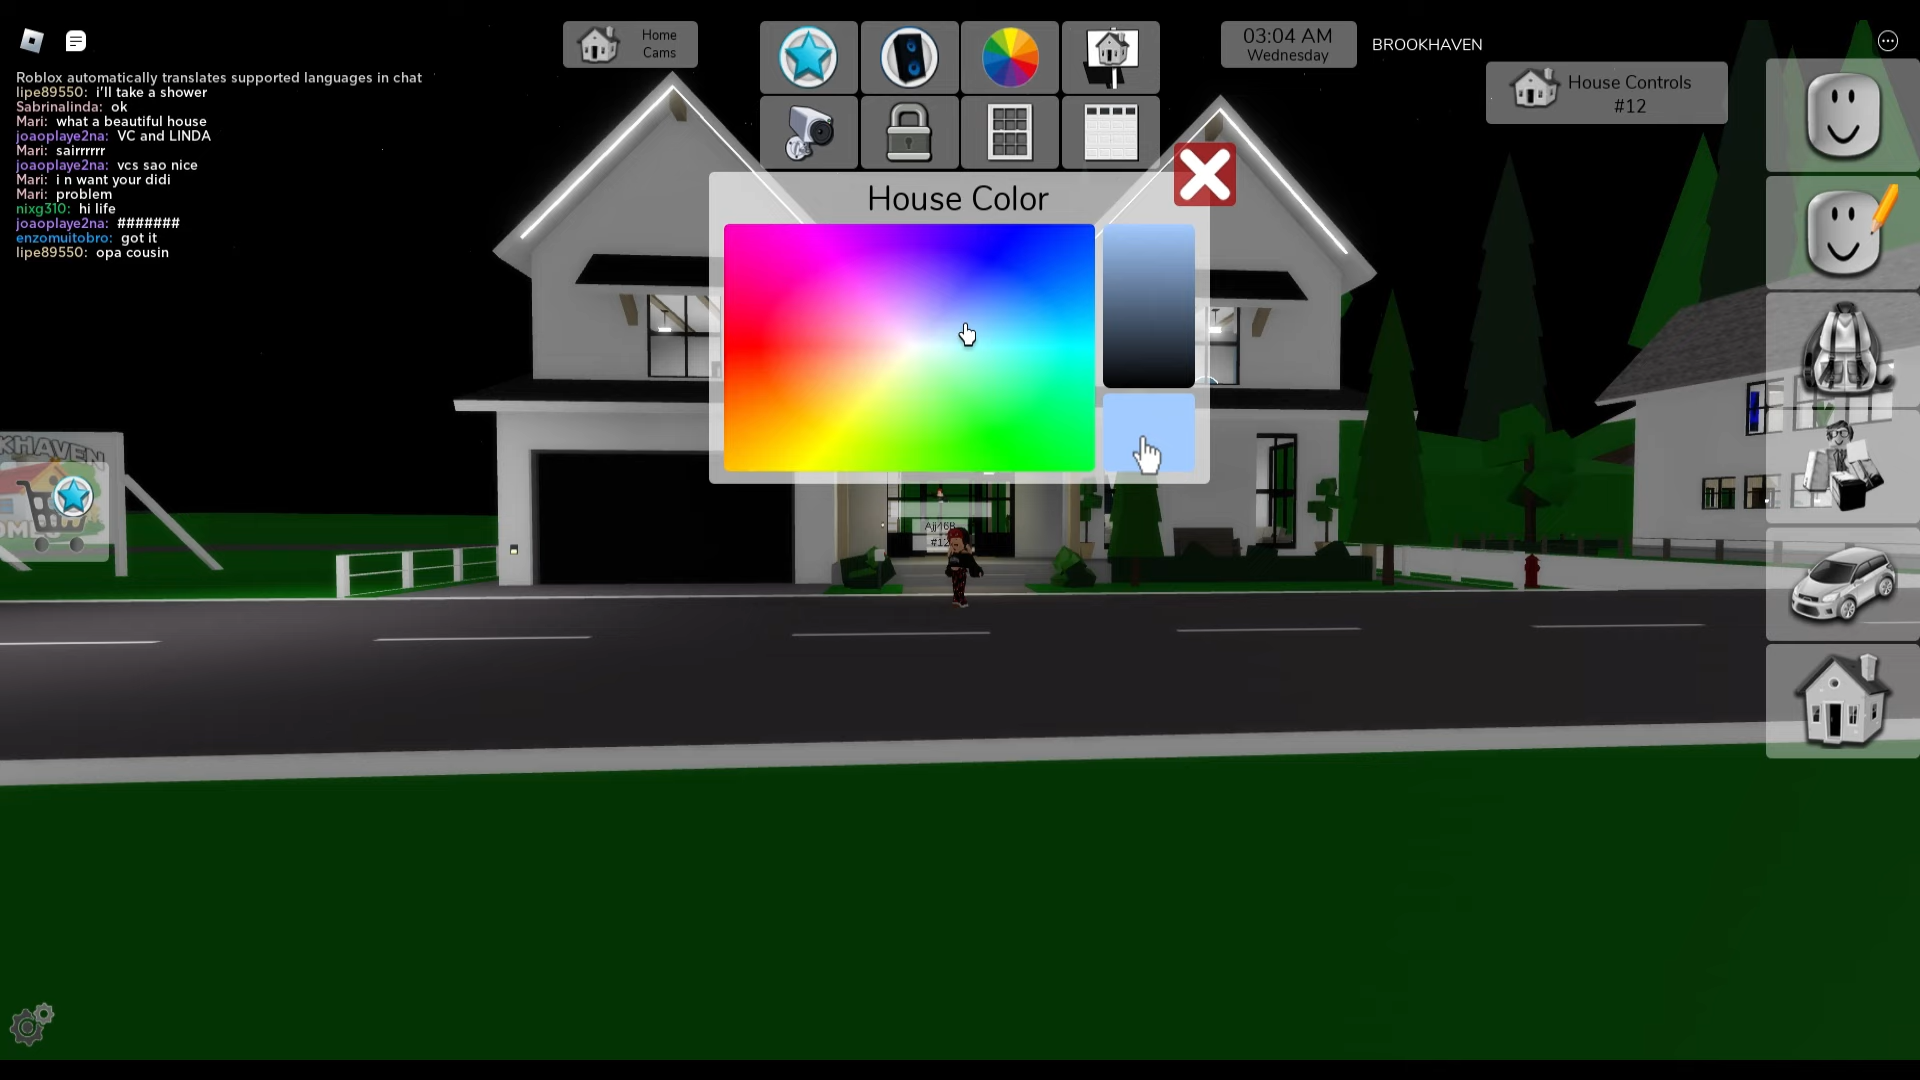 Home
Cams
03:04 AM
Wednesday
BROOKHAVEN
House Controls
#12
Roblox automatically translates supported languages in chat
lipe89550: i'll take a shower
Sabrinalinda: ok
Mari: what a beautiful house
joaoplaye2na: VC and LINDA
Mari: sairrrrrr
joaoplaye2na: vcs sao nice
Mari: i n want your didi
Mari: problem
nixg310: hi life
joaoplaye2na: #######
enzomuitobro: got it
lipe89550: opa cousin
House Color
KHAVEN
#12